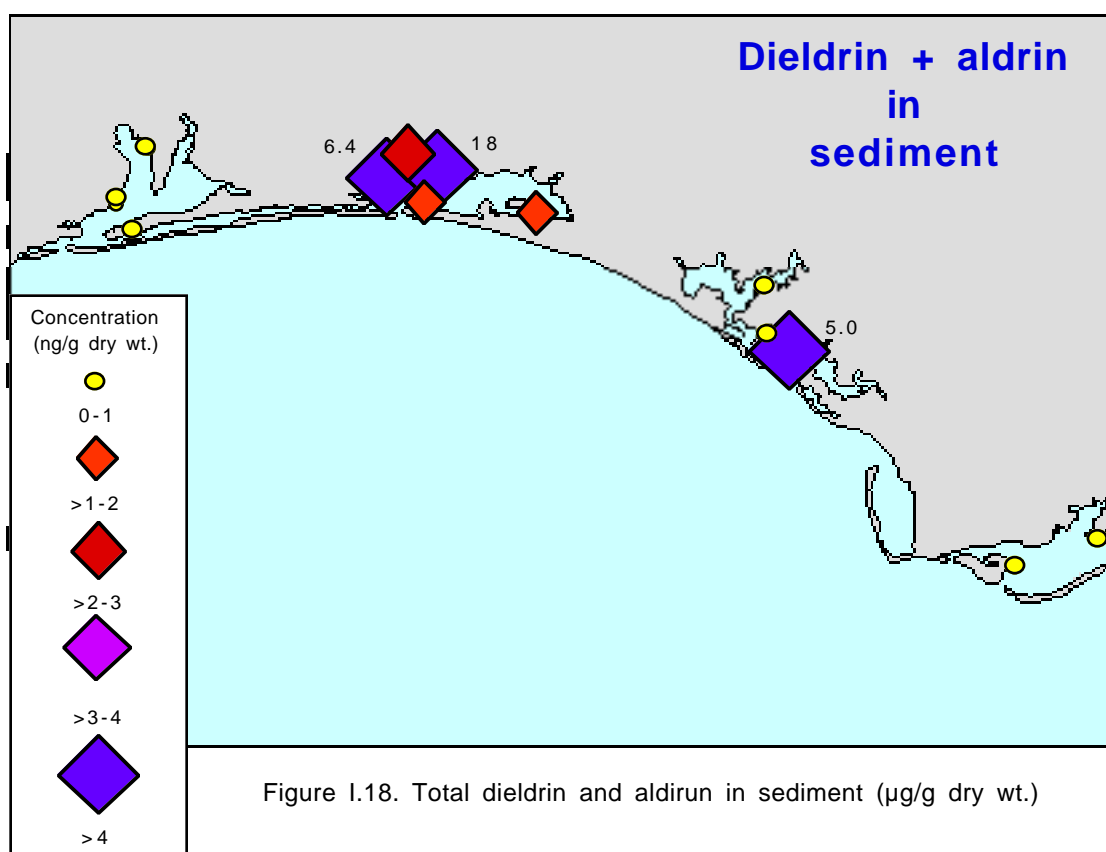 Dieldrin + aldrin
in
sediment
6.4
18
5.0
Concentration
(ng/g dry wt.)
0-1
>1-2
>2-3
>3-4
>4
Figure I.18. Total dieldrin and aldirun in sediment (µg/g dry wt.)